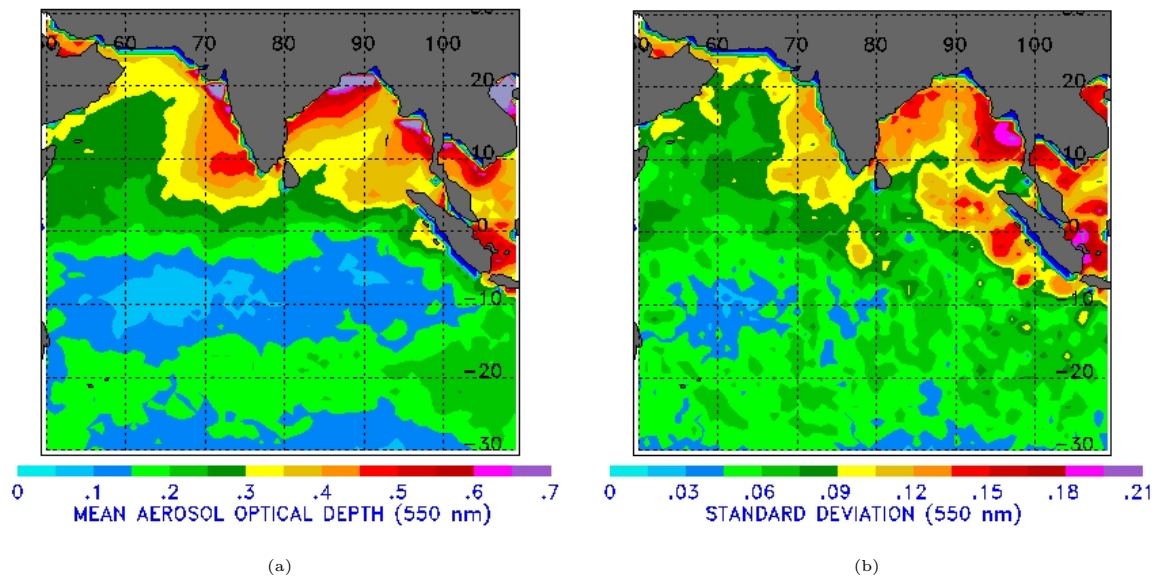 60 70 80 90 100
20
10
0
-10
-20
-30
0 .1 .2 .3 .4 .5 .6 .7
MEAN AEROSOL OPTICAL DEPTH (550 nm)
(a)
60 70 80 90 100
20
10
0
-10
-20
-30
0 .03 .06 .09 .12 .15 .18 .21
STANDARD DEVIATION (550 nm)
(b)